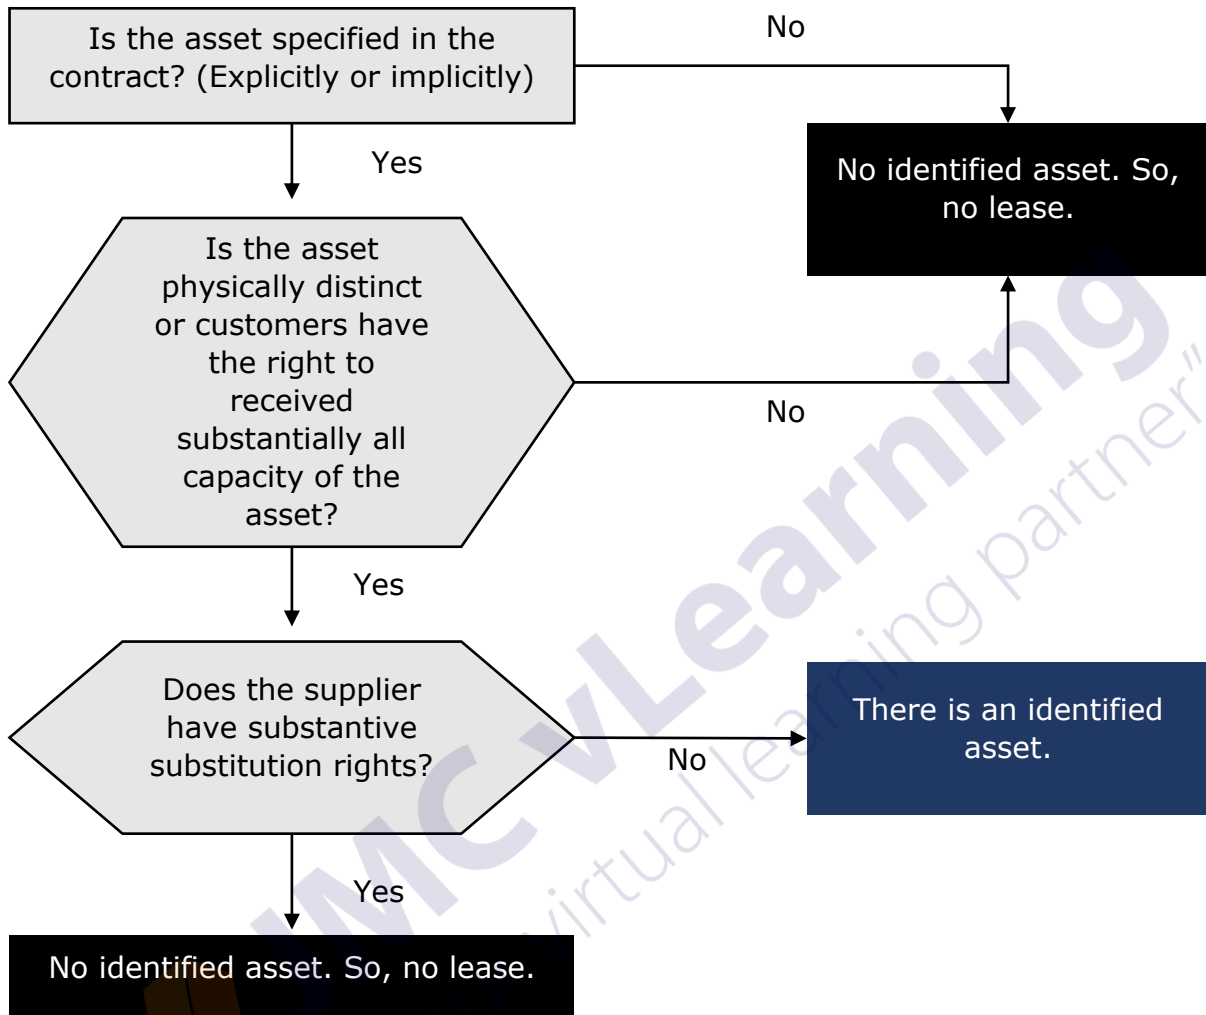 Is the asset specified in the
contract? (Explicitly or implicitly)
No
Yes
No identified asset. So,
no lease.
Is the asset
physically distinct
or customers have
the right to
received
substantially all
capacity of the
asset?
No
Yes
Does the supplier
have substantive
substitution rights?
No
There is an identified
asset.
Yes
No identified asset. So, no lease.
JMC vLearning
virtual learning partner”